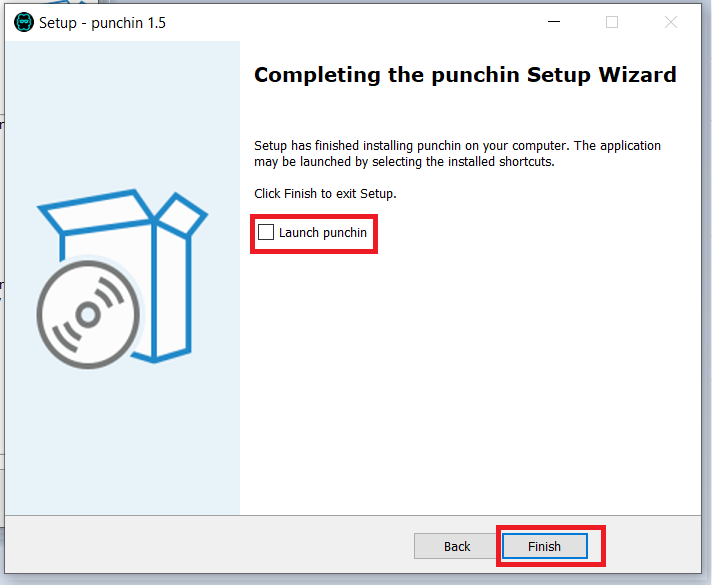 Setup - punchin 1.5
Completing the punchin Setup Wizard
Setup has finished installing punchin on your computer. The application
may be launched by selecting the installed shortcuts.
Click Finish to exit Setup.
Launch punchin
Back
Finish